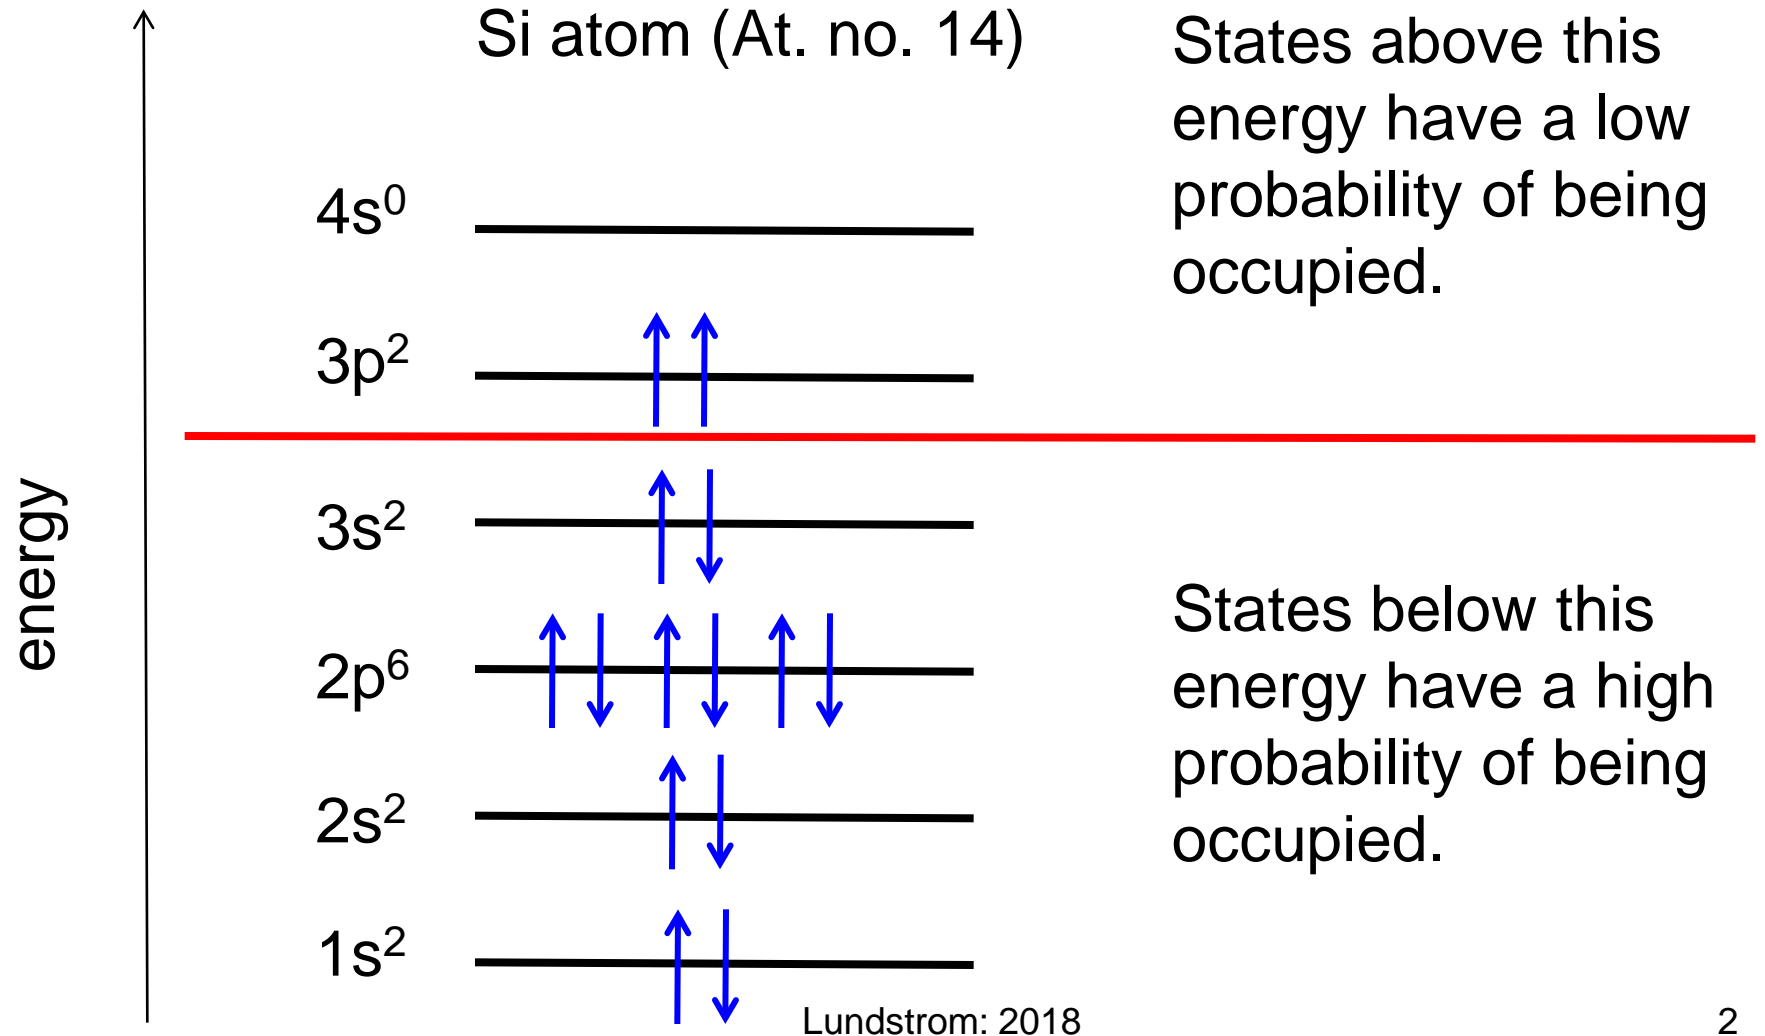 Si atom (At. no. 14)
States above this
energy have a low
probability of being
occupied.
4s⁰
3p²
3s²
2p⁶
2s²
1s²
energy
States below this
energy have a high
probability of being
occupied.
Lundstrom: 2018
2